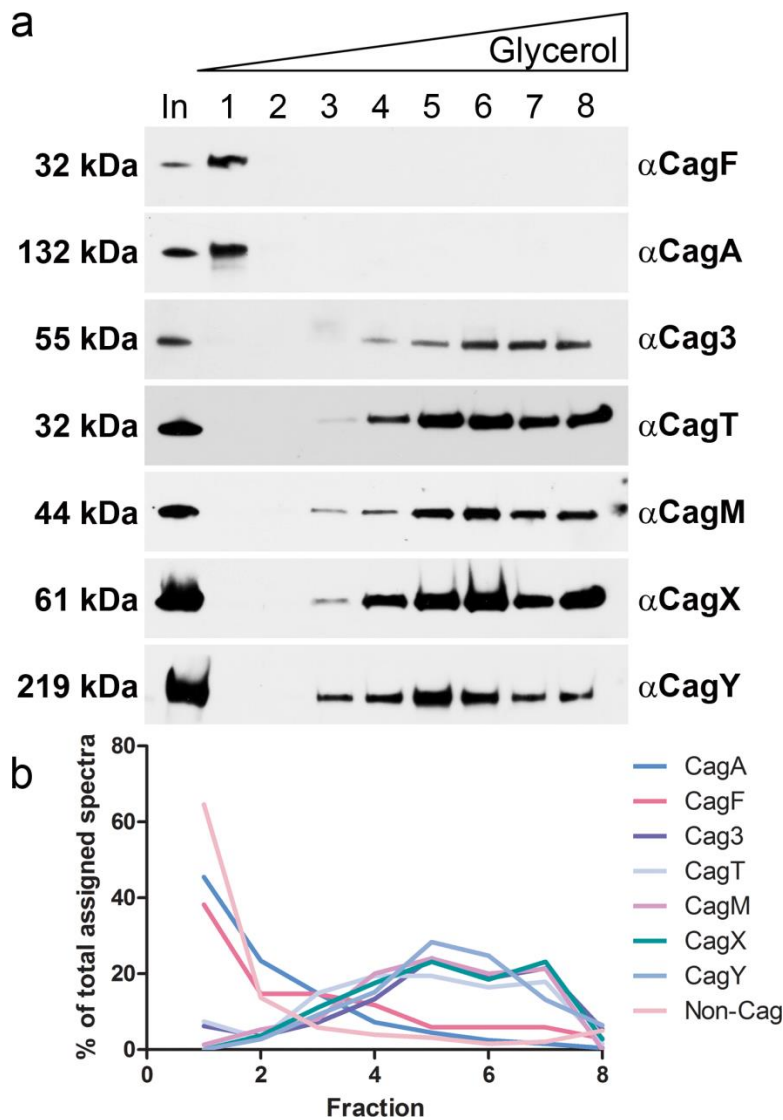 a
Glycerol
In 1 2 3 4 5 6 7 8
32 kDa αCagF
132 kDa αCagA
55 kDa αCag3
32 kDa αCagT
44 kDa αCagM
61 kDa αCagX
219 kDa αCagY
b
% of total assigned spectra
80
60
40
20
0
0 2 4 6 8
Fraction
CagA
CagF
Cag3
CagT
CagM
CagX
CagY
Non-Cag